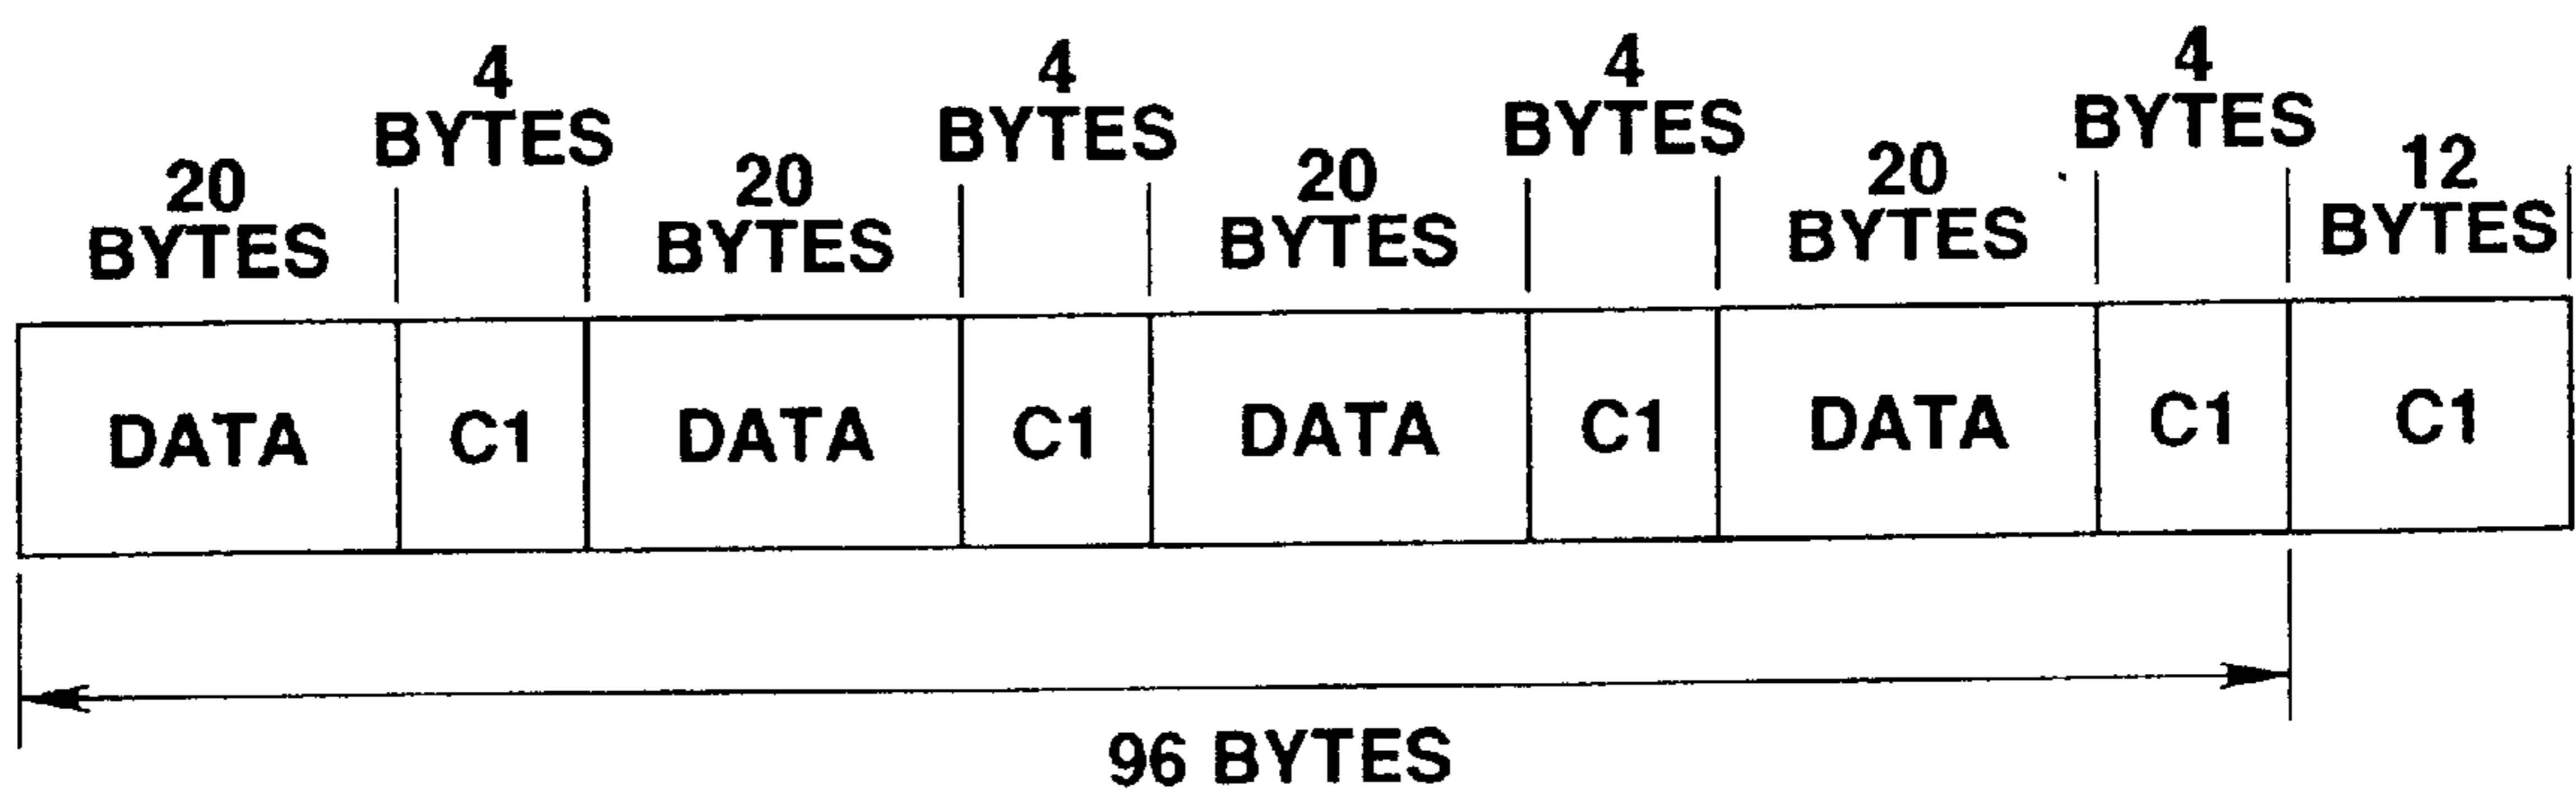 4 4 4 4
BYTES BYTES BYTES BYTES
20 20 20 20 12
BYTES BYTES BYTES BYTES BYTES
DATA C1 DATA C1 DATA C1 DATA C1 C1
96 BYTES